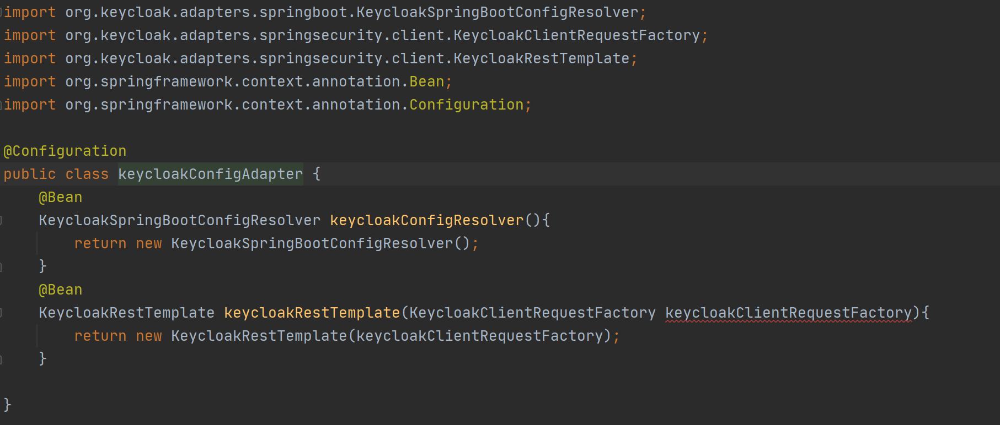 import org.keycloak.adapters.springboot.KeycloakSpringBootConfigResolver;
import org.keycloak.adapters.springsecurity.client.KeycloakClientRequestFactory;
import org.keycloak.adapters.springsecurity.client.KeycloakRestTemplate;
import org.springframework.context.annotation.Bean;
import org.springframework.context.annotation.Configuration;

@Configuration
public class keycloakConfigAdapter {
    @Bean
    KeycloakSpringBootConfigResolver keycloakConfigResolver(){
        return new KeycloakSpringBootConfigResolver();
    }
    @Bean
    KeycloakRestTemplate keycloakRestTemplate(KeycloakClientRequestFactory keycloakClientRequestFactory){
        return new KeycloakRestTemplate(keycloakClientRequestFactory);
    }

}